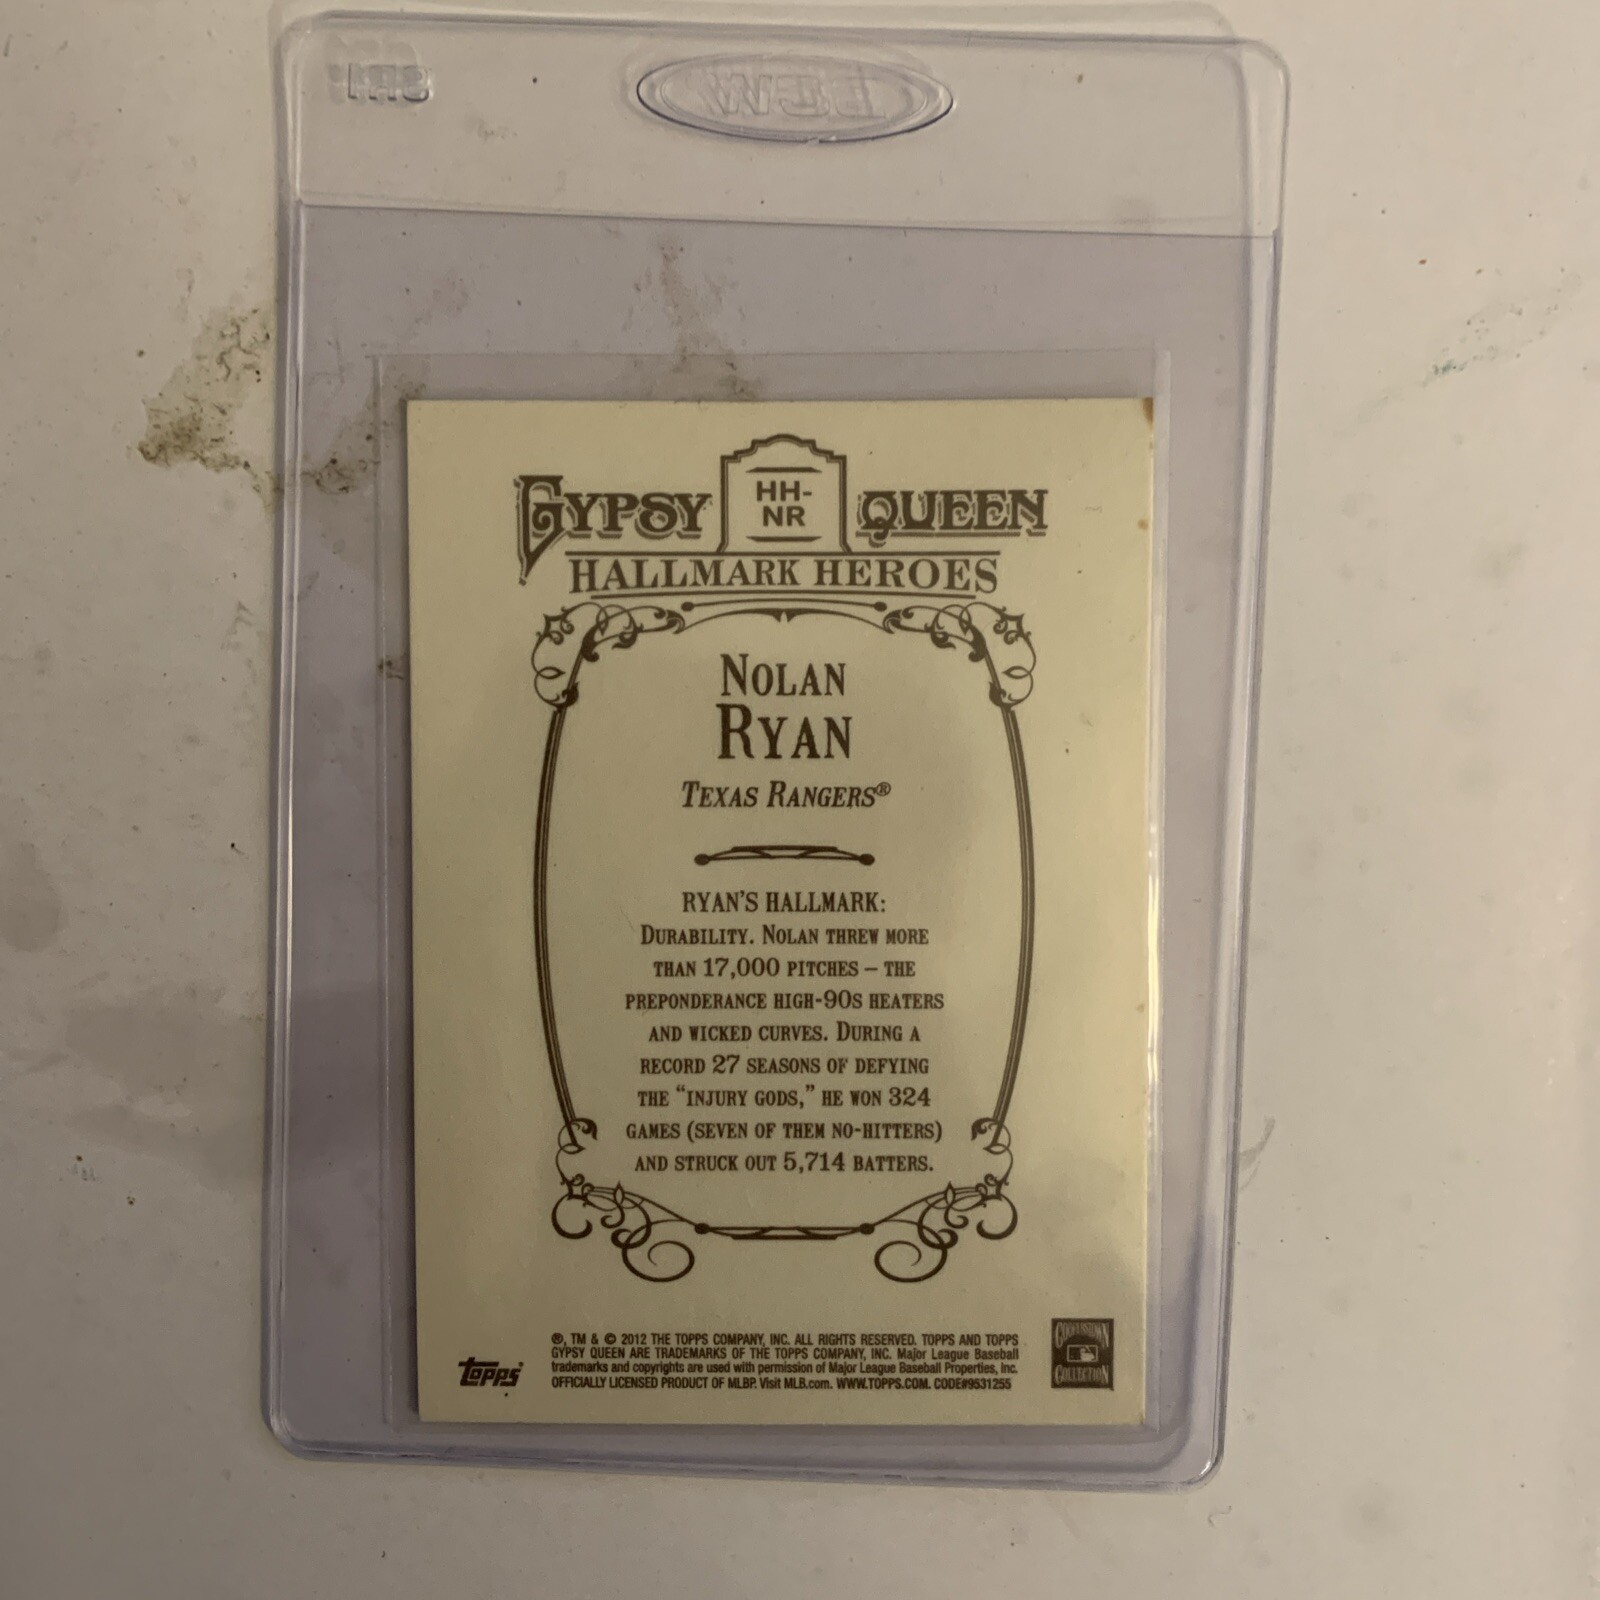 BCW
GYPSY HH- QUEEN
NR
HALLMARK HEROES
NOLAN
RYAN
TEXAS RANGERS®
RYAN'S HALLMARK:
DURABILITY. NOLAN THREW MORE
THAN 17,000 PITCHES – THE
PREPONDERANCE HIGH-90S HEATERS
AND WICKED CURVES. DURING A
RECORD 27 SEASONS OF DEFYING
THE “INJURY GODS,” HE WON 324
GAMES (SEVEN OF THEM NO-HITTERS)
AND STRUCK OUT 5,714 BATTERS.
®, TM & © 2012 THE TOPPS COMPANY, INC. ALL RIGHTS RESERVED. TOPPS AND TOPPS
GYPSY QUEEN ARE TRADEMARKS OF THE TOPPS COMPANY, INC. Major League Baseball
trademarks and copyrights are used with permission of Major League Baseball Properties, Inc.
OFFICIALLY LICENSED PRODUCT OF MLBP. Visit MLB.com. WWW.TOPPS.COM. CODE#9531255
topps
COOPERSTOWN
COLLECTION